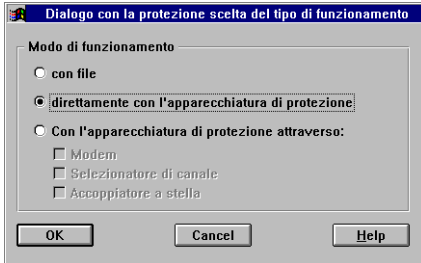 Dialogo con la protezione scelta del tipo di funzionamento
Modo di funzionamento
con file
direttamente con l'apparecchiatura di protezione
Con l'apparecchiatura di protezione attraverso:
Modem
Selezionatore di canale
Accoppiatore a stella
OK Cancel Help